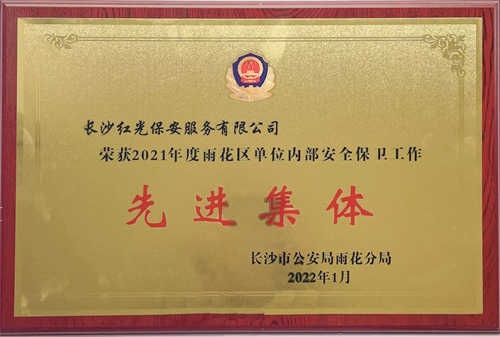 长沙红光保安服务有限公司
荣获2021年度雨花区单位内部安全保卫工作
先进集体
长沙市公安局雨花分局
2022年1月